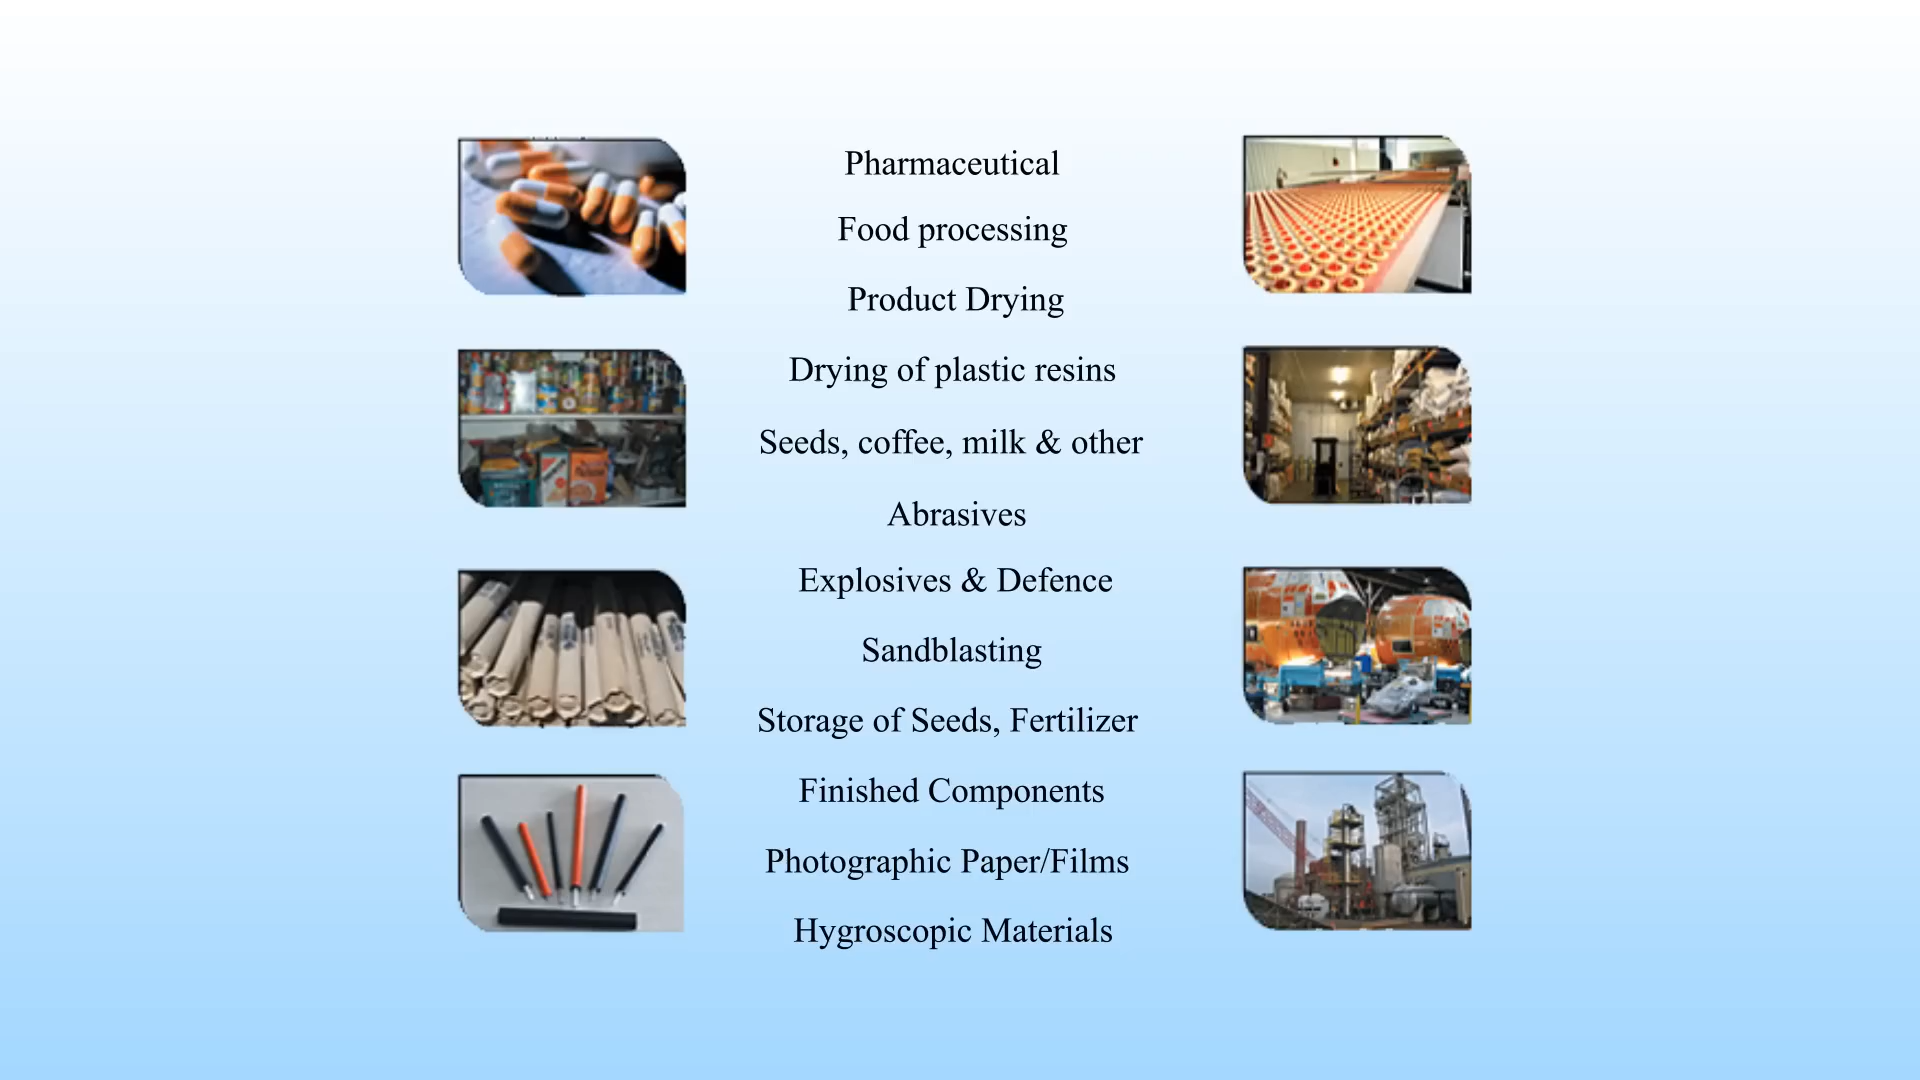 Pharmaceutical
Food processing
Product Drying
Drying of plastic resins
Seeds, coffee, milk & other
Abrasives
Explosives & Defence
Sandblasting
Storage of Seeds, Fertilizer
Finished Components
Photographic Paper/Films
Hygroscopic Materials